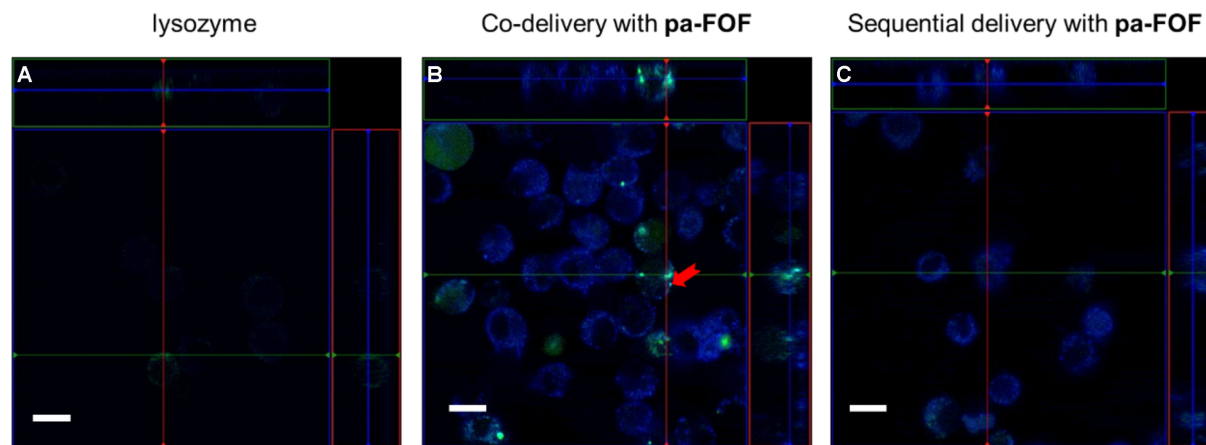 lysozyme
Co-delivery with pa-FOF
Sequential delivery with pa-FOF
A
B
C